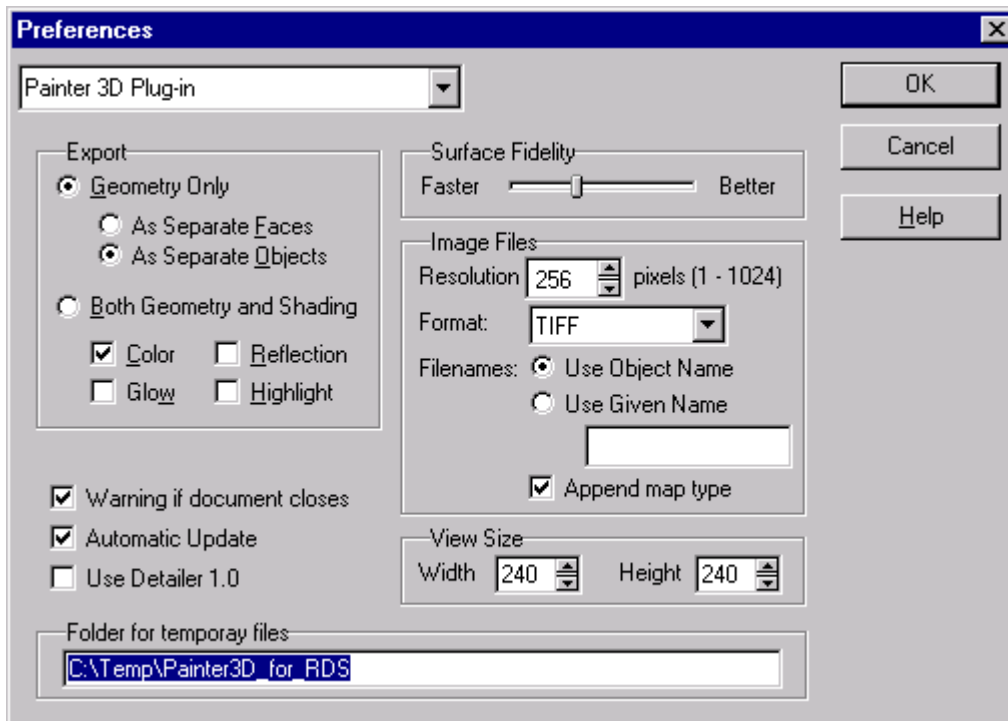 Preferences
Painter 3D Plug-in
OK
Cancel
Help
Export
Geometry Only
As Separate Faces
As Separate Objects
Both Geometry and Shading
Color Reflection
Glow Highlight
Surface Fidelity
Faster Better
Image Files
Resolution 256 pixels (1 - 1024)
Format: TIFF
Filenames: Use Object Name
Use Given Name
Append map type
Warning if document closes
Automatic Update
Use Detailer 1.0
View Size
Width 240 Height 240
Folder for temporay files
C:\Temp\Painter3D_for_RDS